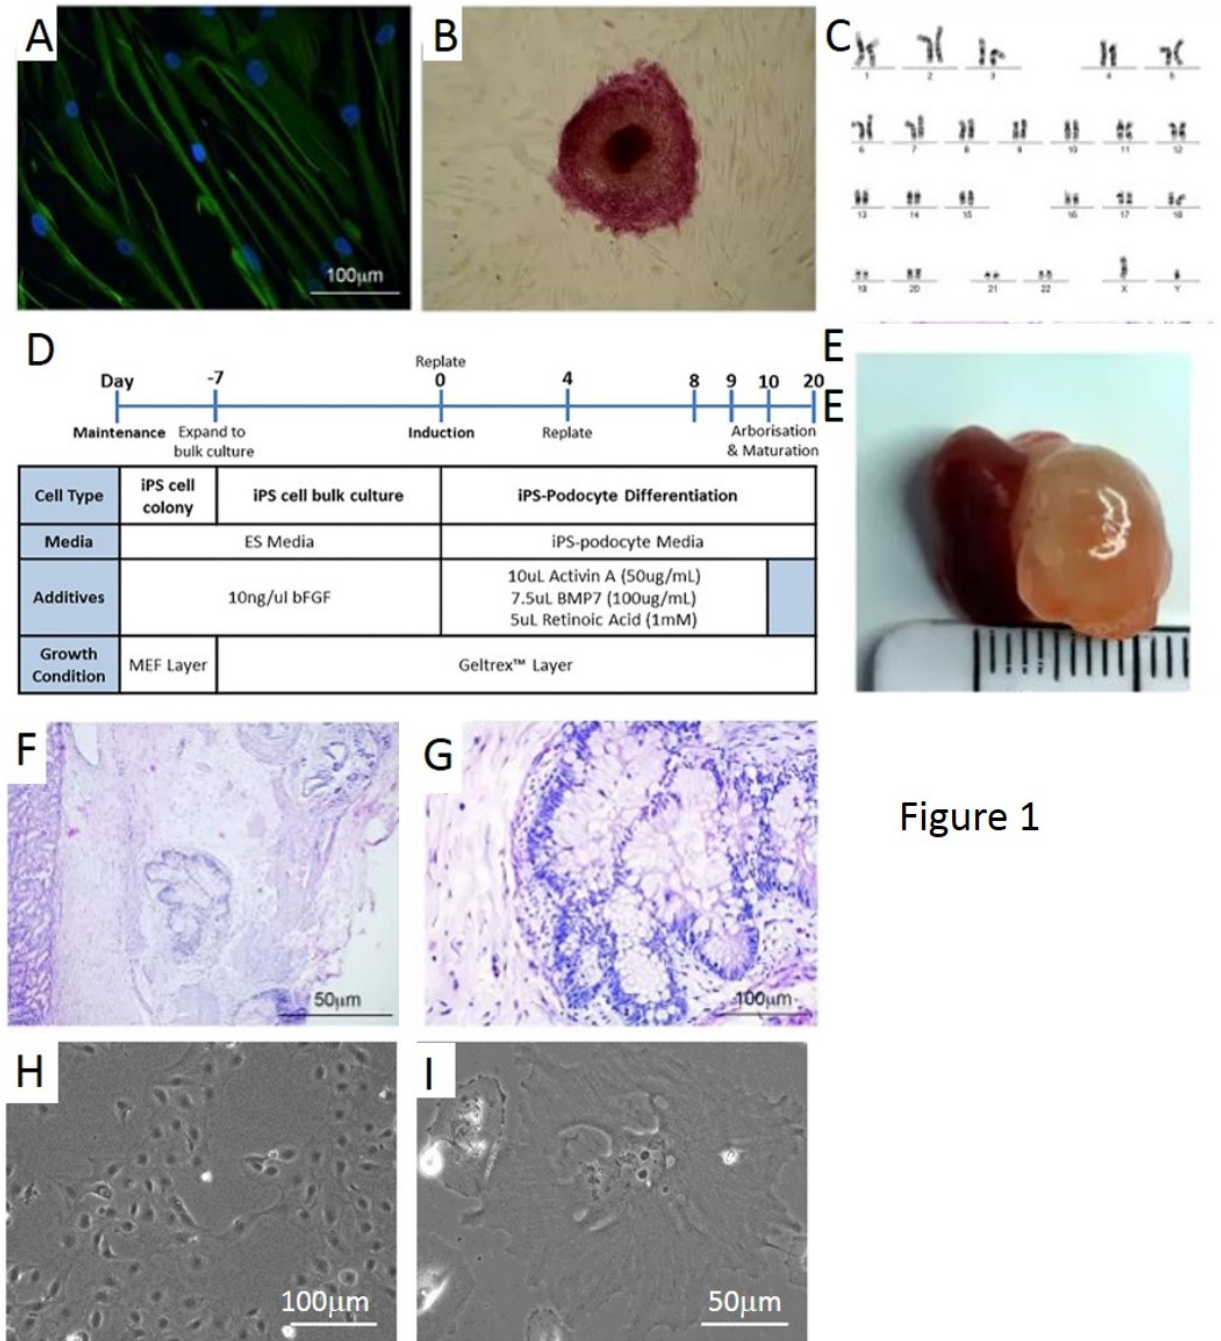 A
B
C
1 2 3 4 5
6 7 8 9 10 11 12
13 14 15 16 17 18
19 20 21 22 X Y
100μm
D
Replate
Day -7 0 4 8 9 10 20
Maintenance Expand to bulk culture Induction Replate Arborisation & Maturation
Cell Type iPS cell colony iPS cell bulk culture iPS-Podocyte Differentiation
Media ES Media iPS-podocyte Media
Additives 10ng/ul bFGF
10uL Activin A (50ug/mL)
7.5uL BMP7 (100ug/mL)
5uL Retinoic Acid (1mM)
Growth Condition MEF Layer Geltrex™ Layer
E
E
F
50μm
G
100μm
Figure 1
H
100μm
I
50μm